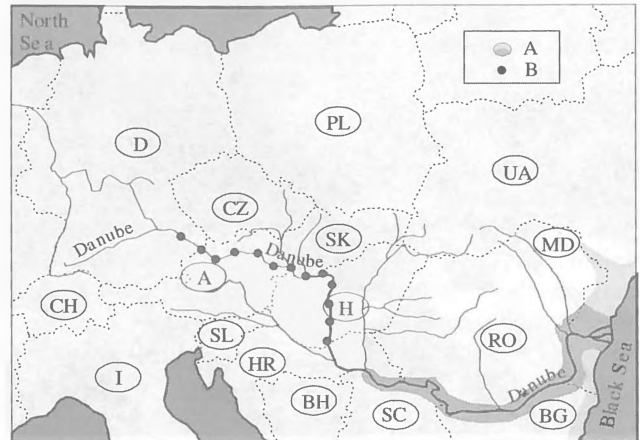 North
Sea
A
B
PL
D
UA
CZ
SK
MD
Danube
Danube
A
CH
H
SL
RO
HR
I
BH
Danube
SC
BG
Black Sea